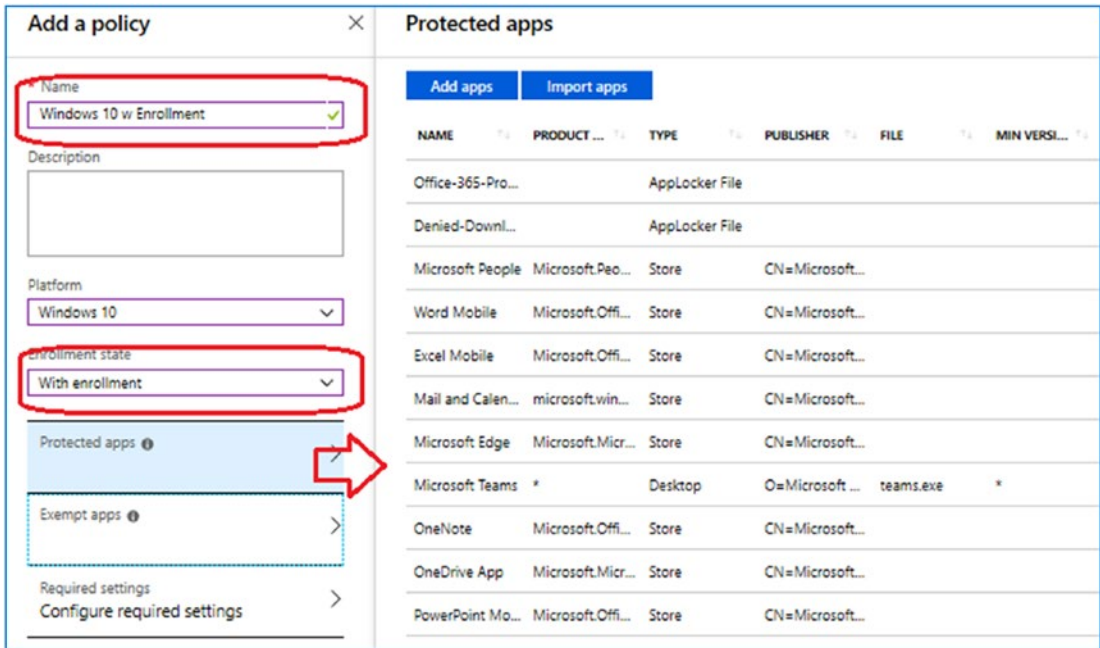 Add a policy
* Name
Windows 10 w Enrollment
Description
Platform
Windows 10
Enrollment state
With enrollment
Protected apps
Exempt apps
Required settings
Configure required settings
Protected apps
Add apps Import apps
NAME PRODUCT ... TYPE PUBLISHER FILE MIN VERSI...
Office-365-Pro... AppLocker File
Denied-Downl... AppLocker File
Microsoft People Microsoft.Peo... Store CN=Microsoft...
Word Mobile Microsoft.Offi... Store CN=Microsoft...
Excel Mobile Microsoft.Offi... Store CN=Microsoft...
Mail and Calen... microsoft.win... Store CN=Microsoft...
Microsoft Edge Microsoft.Micr... Store CN=Microsoft...
Microsoft Teams * Desktop O=Microsoft ... teams.exe *
OneNote Microsoft.Offi... Store CN=Microsoft...
OneDrive App Microsoft.Micr... Store CN=Microsoft...
PowerPoint Mo... Microsoft.Offi... Store CN=Microsoft...